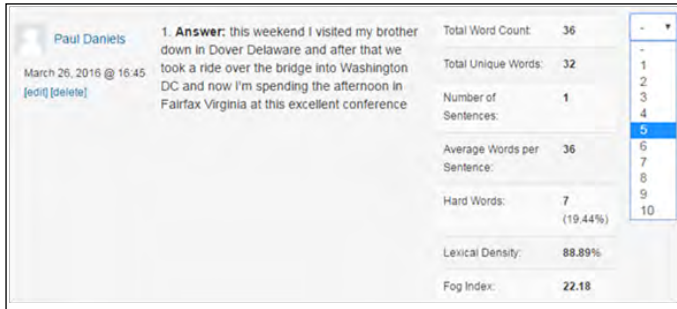 Paul Daniels
March 26, 2016 @ 16:45
[edit] [delete]
1. Answer: this weekend I visited my brother
down in Dover Delaware and after that we
took a ride over the bridge into Washington
DC and now I'm spending the afternoon in
Fairfax Virginia at this excellent conference
Total Word Count: 36
Total Unique Words: 32
Number of
Sentences: 1
Average Words per
Sentence: 36
Hard Words: 7
(19.44%)
Lexical Density: 88.89%
Fog Index: 22.18
-
-
1
2
3
4
5
6
7
8
9
10